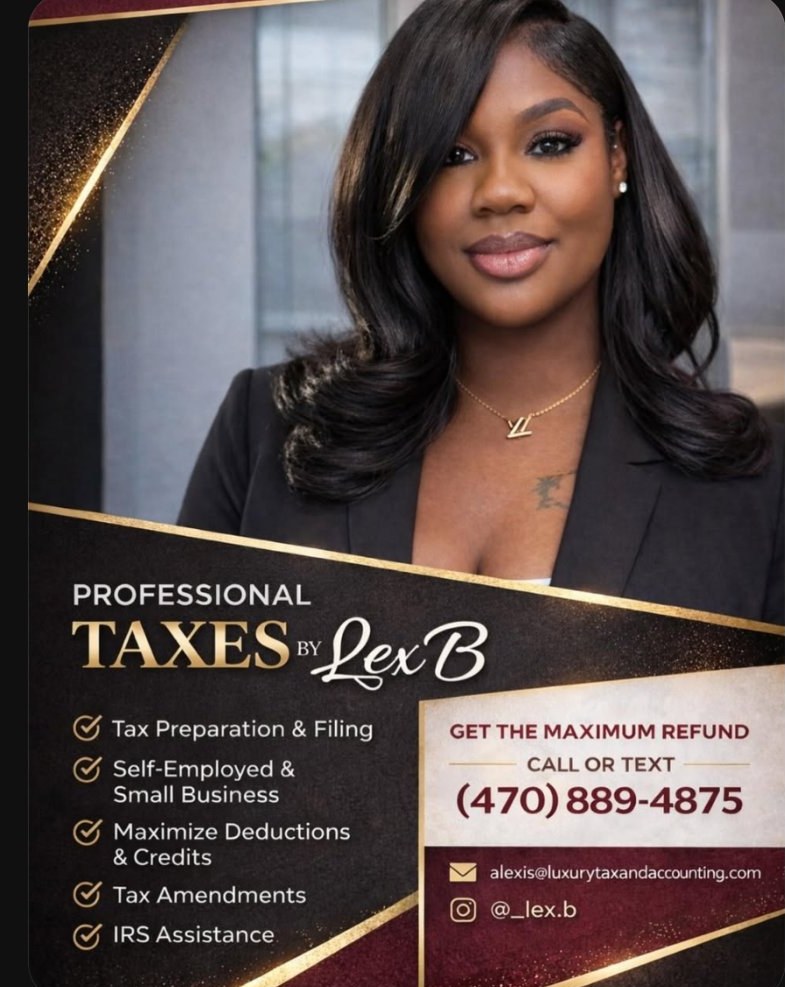 PROFESSIONAL
TAXES BY Lex B
Tax Preparation & Filing
Self-Employed &
Small Business
Maximize Deductions
& Credits
Tax Amendments
IRS Assistance
GET THE MAXIMUM REFUND
CALL OR TEXT
(470) 889-4875
alexis@luxurytaxandaccounting.com
@_lex.b